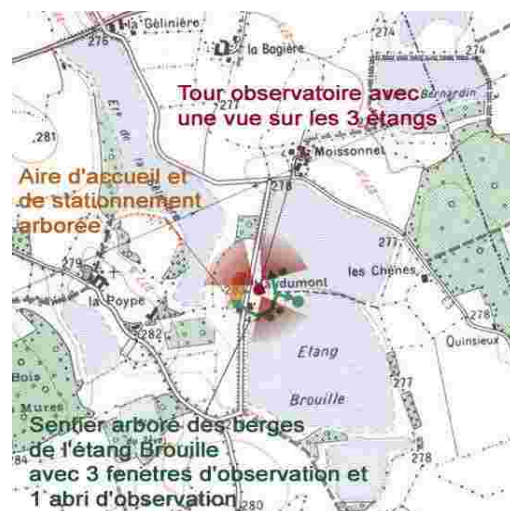 la Gélinière
276
la Bogière
274
274
Tour observatoire avec
une vue sur les 3 étangs
277
Bernardin
281
Moissonnet
Aire d'accueil et
de stationnement
arborée
278
277
279
la Poype
les Chênes
282
278
Quinsieux
Etang
Brouille
Bois
Mures
277
Sentier arboré des berges
de l'étang Brouille
avec 3 fenetres d'observation et
1 abri d'observation
278
280